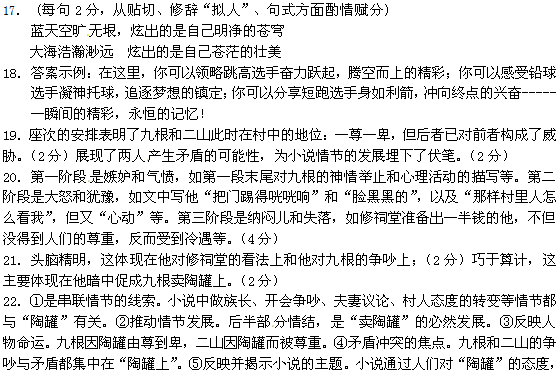 17. (每句 2 分，从贴切、修辞“拟人”、句式方面酌情赋分)
蓝天空旷无垠，炫出的是自己明净的苍穹
大海浩瀚渺远  炫出的是自己苍茫的壮美
18. 答案示例：在这里，你可以领略跳高选手奋力跃起，腾空而上的精彩；你可以感受铅球
选手凝神托球，追逐梦想的镇定；你可以分享短跑选手身如利箭，冲向终点的兴奋-----
一瞬间的精彩，永恒的记忆！
19. 座次的安排表明了九根和二山此时在村中的地位：一尊一卑，但后者已对前者构成了威
胁。（2分）展现了两人产生矛盾的可能性，为小说情节的发展埋下了伏笔。（2 分）
20. 第一阶段是嫉妒和气愤，如第一段末尾对九根的神情举止和心理活动的描写等。第二
阶段是大怒和犹豫，如文中写他“把门踢得咣咣响”和“脸黑黑的”，以及“那样村里人怎
么看我”，但又“心动”等。第三阶段是纳闷儿和失落，如修祠堂准备出一半钱的他，不但
没得到人们的尊重，反而受到冷遇等。（4 分）
21. 头脑精明，这体现在他对修祠堂的看法上和他对九根的争吵上；（2 分）巧于算计，这
主要体现在他暗中促成九根卖陶罐上。（2 分）
22. ①是串联情节的线索。小说中做族长、开会争吵、夫妻议论、村人态度的转变等情节都
与“陶罐”有关。②推动情节发展。后半部分情结，是“卖陶罐”的必然发展。③反映人
物命运。九根因陶罐由尊到卑，二山因陶罐而被尊重。④矛盾冲突的焦点。九根和二山的争
吵与矛盾都集中在“陶罐上”。⑤反映并揭示小说的主题。小说通过人们对“陶罐”的态度，